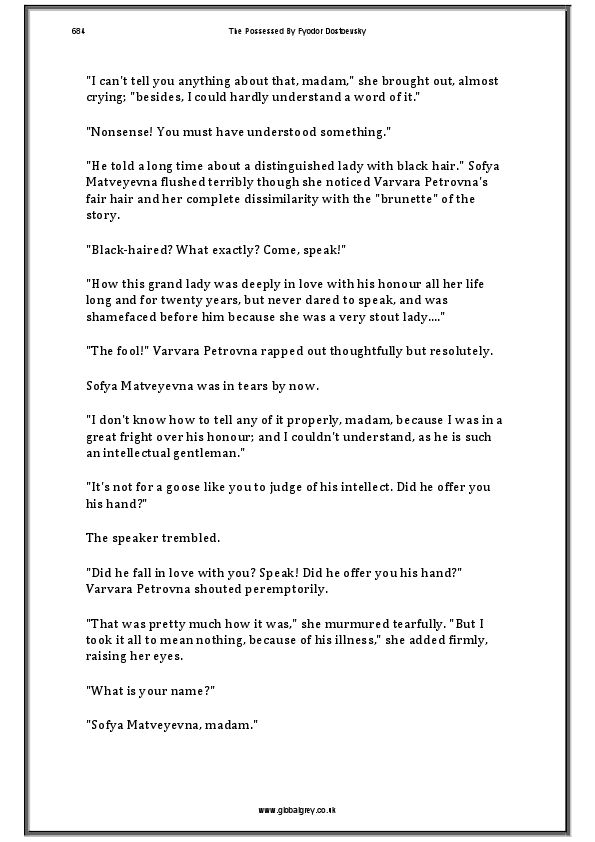 684
The Possessed By Fyodor Dostoevsky
"I can't tell you anything about that, madam," she brought out, almost
crying; "besides, I could hardly understand a word of it."
"Nonsense! You must have understood something."
"He told a long time about a distinguished lady with black hair." Sofya
Matveyevna flushed terribly though she noticed Varvara Petrovna's
fair hair and her complete dissimilarity with the "brunette" of the
story.
"Black-haired? What exactly? Come, speak!"
"How this grand lady was deeply in love with his honour all her life
long and for twenty years, but never dared to speak, and was
shamefaced before him because she was a very stout lady...."
"The fool!" Varvara Petrovna rapped out thoughtfully but resolutely.
Sofya Matveyevna was in tears by now.
"I don't know how to tell any of it properly, madam, because I was in a
great fright over his honour; and I couldn't understand, as he is such
an intellectual gentleman."
"It's not for a goose like you to judge of his intellect. Did he offer you
his hand?"
The speaker trembled.
"Did he fall in love with you? Speak! Did he offer you his hand?"
Varvara Petrovna shouted peremptorily.
"That was pretty much how it was," she murmured tearfully. "But I
took it all to mean nothing, because of his illness," she added firmly,
raising her eyes.
"What is your name?"
"Sofya Matveyevna, madam."
www.globalgrey.co.uk